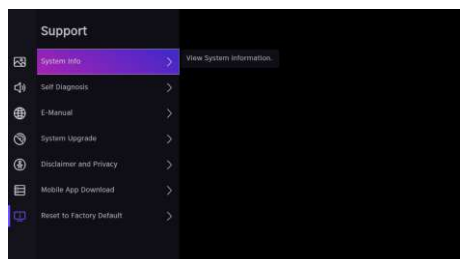 Support
System Info
View System information.
Self Diagnosis
E-Manual
System Upgrade
Disclaimer and Privacy
Mobile App Download
Reset to Factory Default